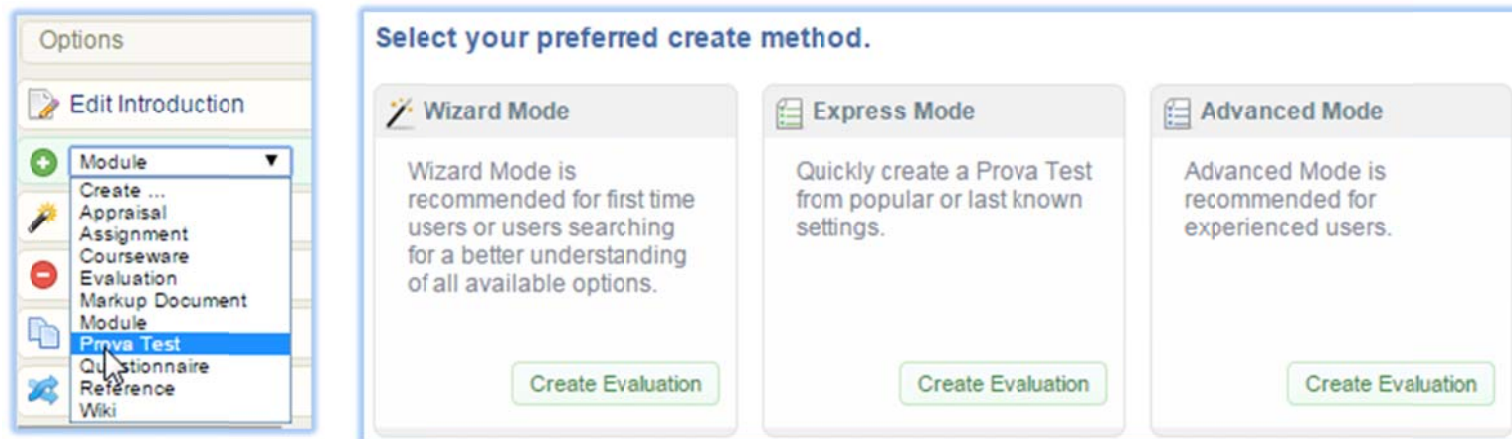 Options
Edit Introduction
Module
Create ...
Appraisal
Assignment
Courseware
Evaluation
Markup Document
Module
Prova Test
Questionnaire
Reference
Wiki
Select your preferred create method.
Wizard Mode
Wizard Mode is
recommended for first time
users or users searching
for a better understanding
of all available options.
Create Evaluation
Express Mode
Quickly create a Prova Test
from popular or last known
settings.
Create Evaluation
Advanced Mode
Advanced Mode is
recommended for
experienced users.
Create Evaluation